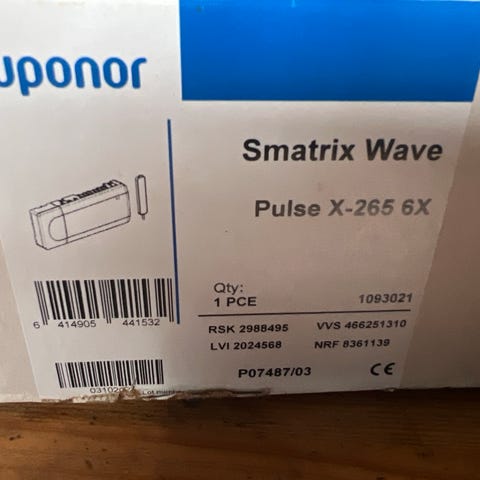 uponor
Smatrix Wave
Pulse X-265 6X
Qty:
1 PCE 1093021
6 414905 441532
RSK 2988495 VVS 466251310
LVI 2024568 NRF 8361139
P07487/03 CE